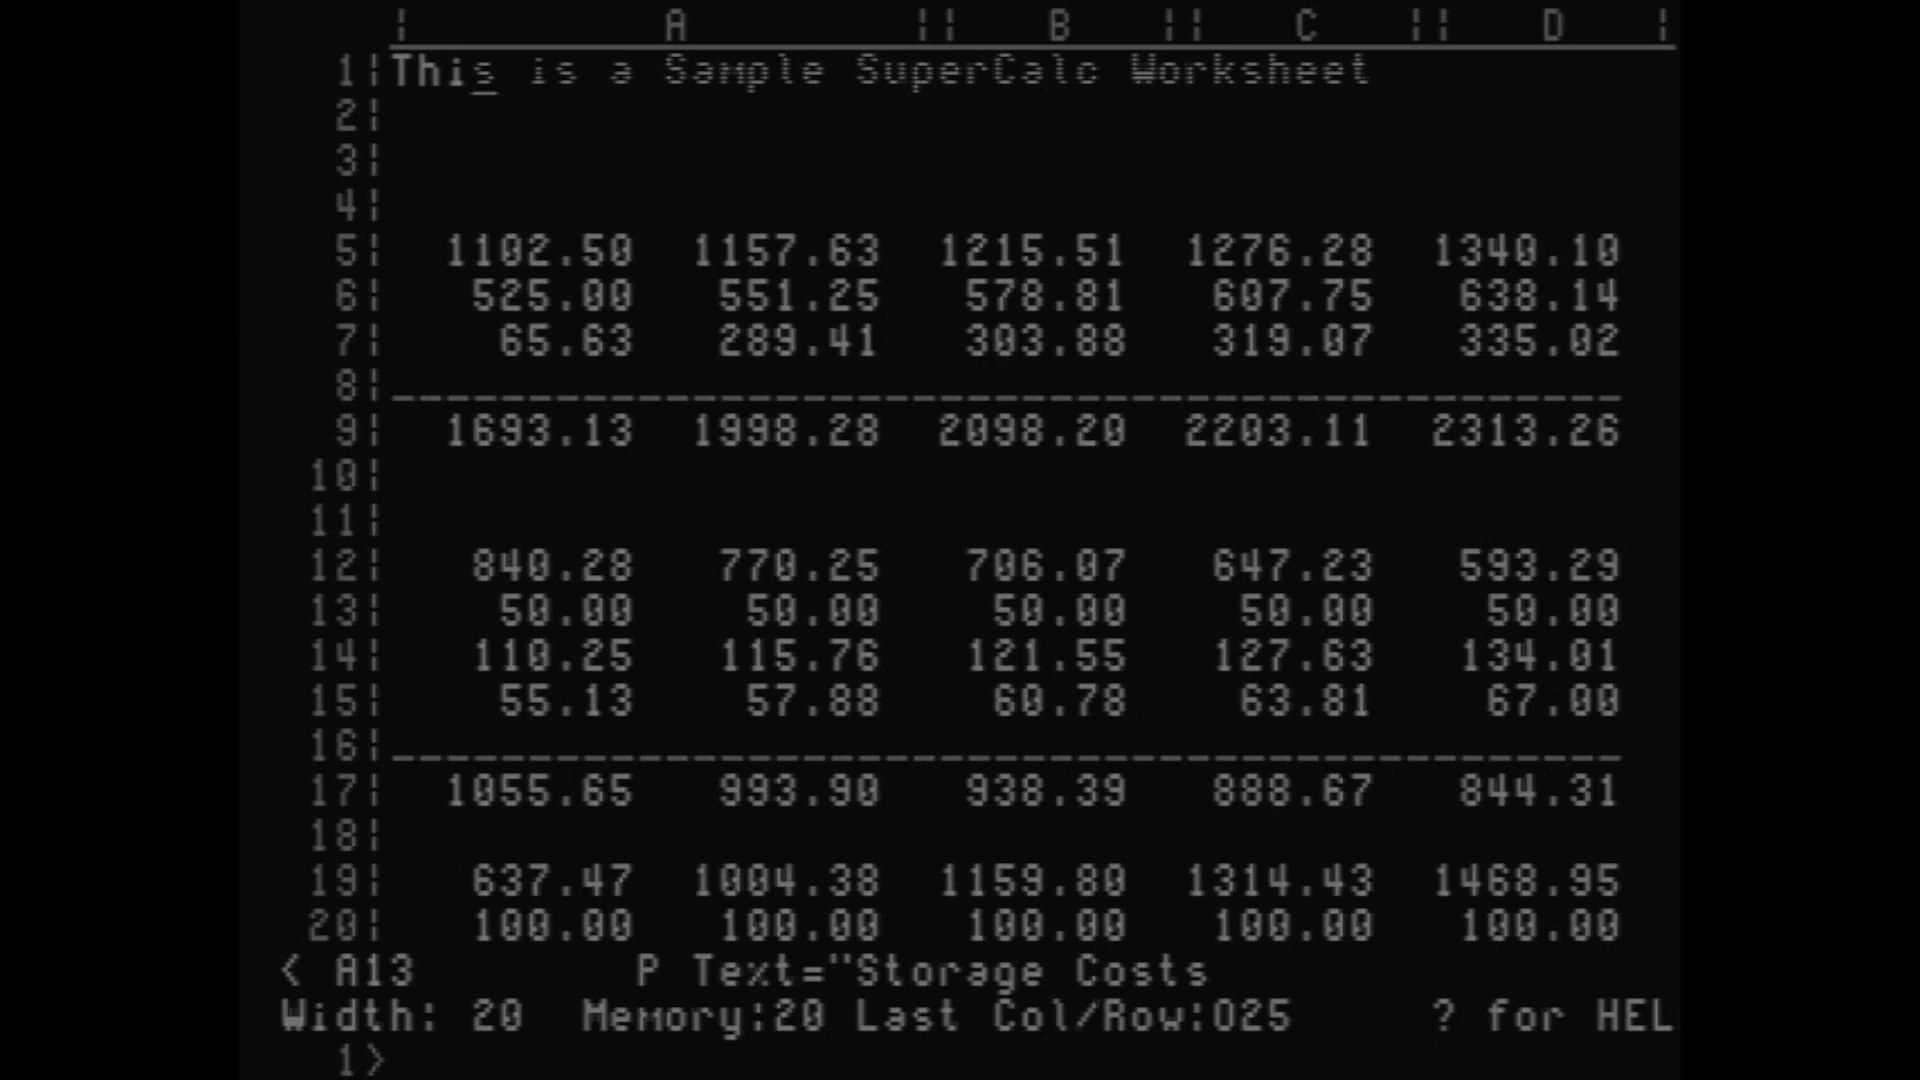 | A || B || C || D |
1|This is a Sample SuperCalc Worksheet
2|
3|
4|
5| 1102.50 1157.63 1215.51 1276.28 1340.10
6| 525.00 551.25 578.81 607.75 638.14
7| 65.63 289.41 303.88 319.07 335.02
8|______________________________________________
9| 1693.13 1998.28 2098.20 2203.11 2313.26
10|
11|
12| 840.28 770.25 706.07 647.23 593.29
13| 50.00 50.00 50.00 50.00 50.00
14| 110.25 115.76 121.55 127.63 134.01
15| 55.13 57.88 60.78 63.81 67.00
16|______________________________________________
17| 1055.65 993.90 938.39 888.67 844.31
18|
19| 637.47 1004.38 1159.80 1314.43 1468.95
20| 100.00 100.00 100.00 100.00 100.00
< A13 P Text="Storage Costs
Width: 20 Memory:20 Last Col/Row:O25 ? for HEL
1>